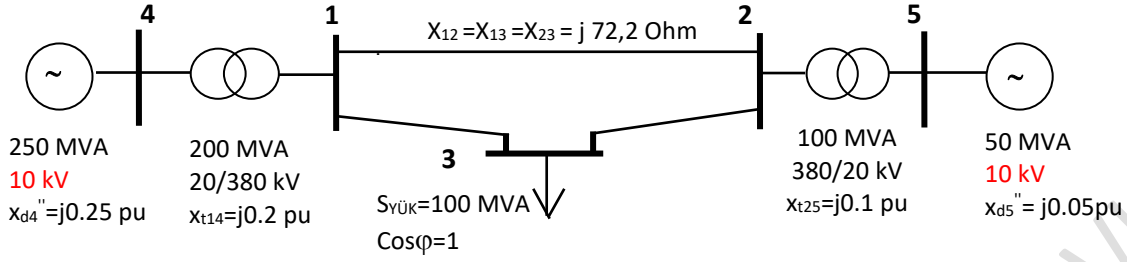 4
1
X12 =X13 =X23 = j 72,2 Ohm
2
5
~
~
250 MVA
10 kV
xd4''=j0.25 pu
200 MVA
20/380 kV
xt14=j0.2 pu
3
SYÜK=100 MVA
Cosφ=1
100 MVA
380/20 kV
xt25=j0.1 pu
50 MVA
10 kV
xd5''= j0.05pu